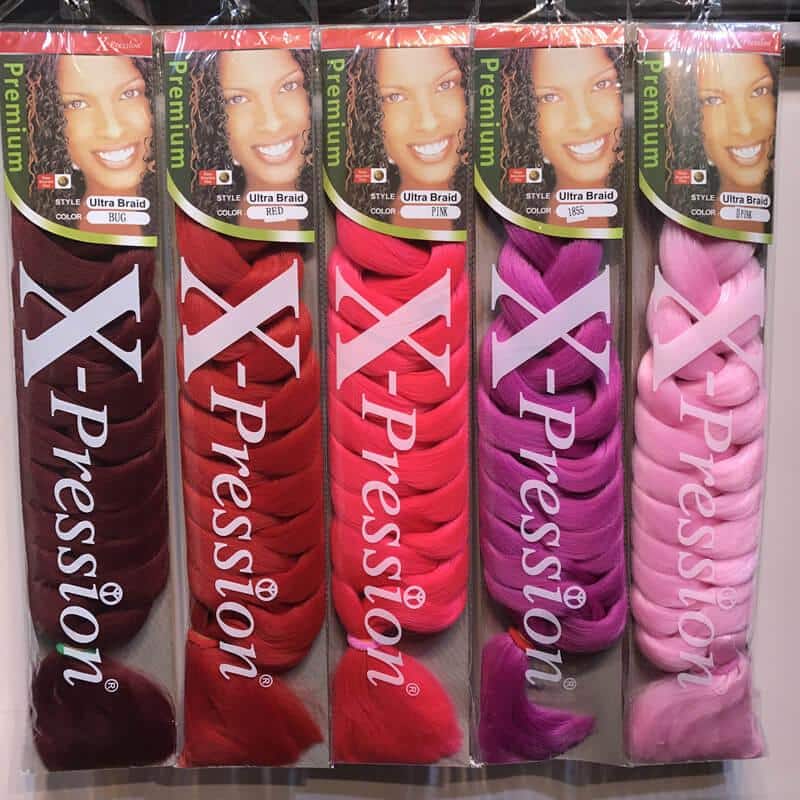 X-Pression
Premium
STYLE Ultra Braid
COLOR BUG
X-Pression®
X-Pression
Premium
STYLE Ultra Braid
COLOR RED
X-Pression®
X-Pression
Premium
STYLE Ultra Braid
COLOR PINK
X-Pression®
X-Pression
Premium
STYLE Ultra Braid
COLOR 1855
X-Pression®
X-Pression
Premium
STYLE Ultra Braid
COLOR
X-Pression®